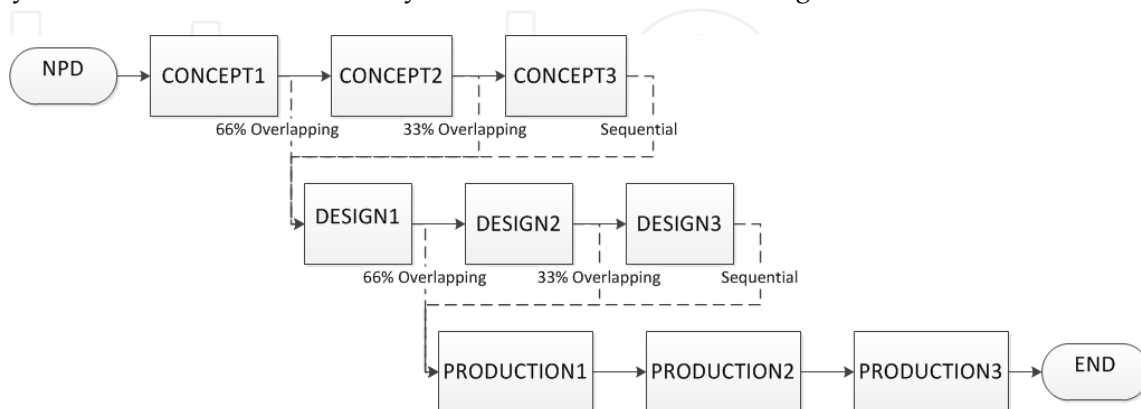 NPD
CONCEPT1
CONCEPT2
CONCEPT3
66% Overlapping
33% Overlapping
Sequential
DESIGN1
DESIGN2
DESIGN3
66% Overlapping
33% Overlapping
Sequential
PRODUCTION1
PRODUCTION2
PRODUCTION3
END